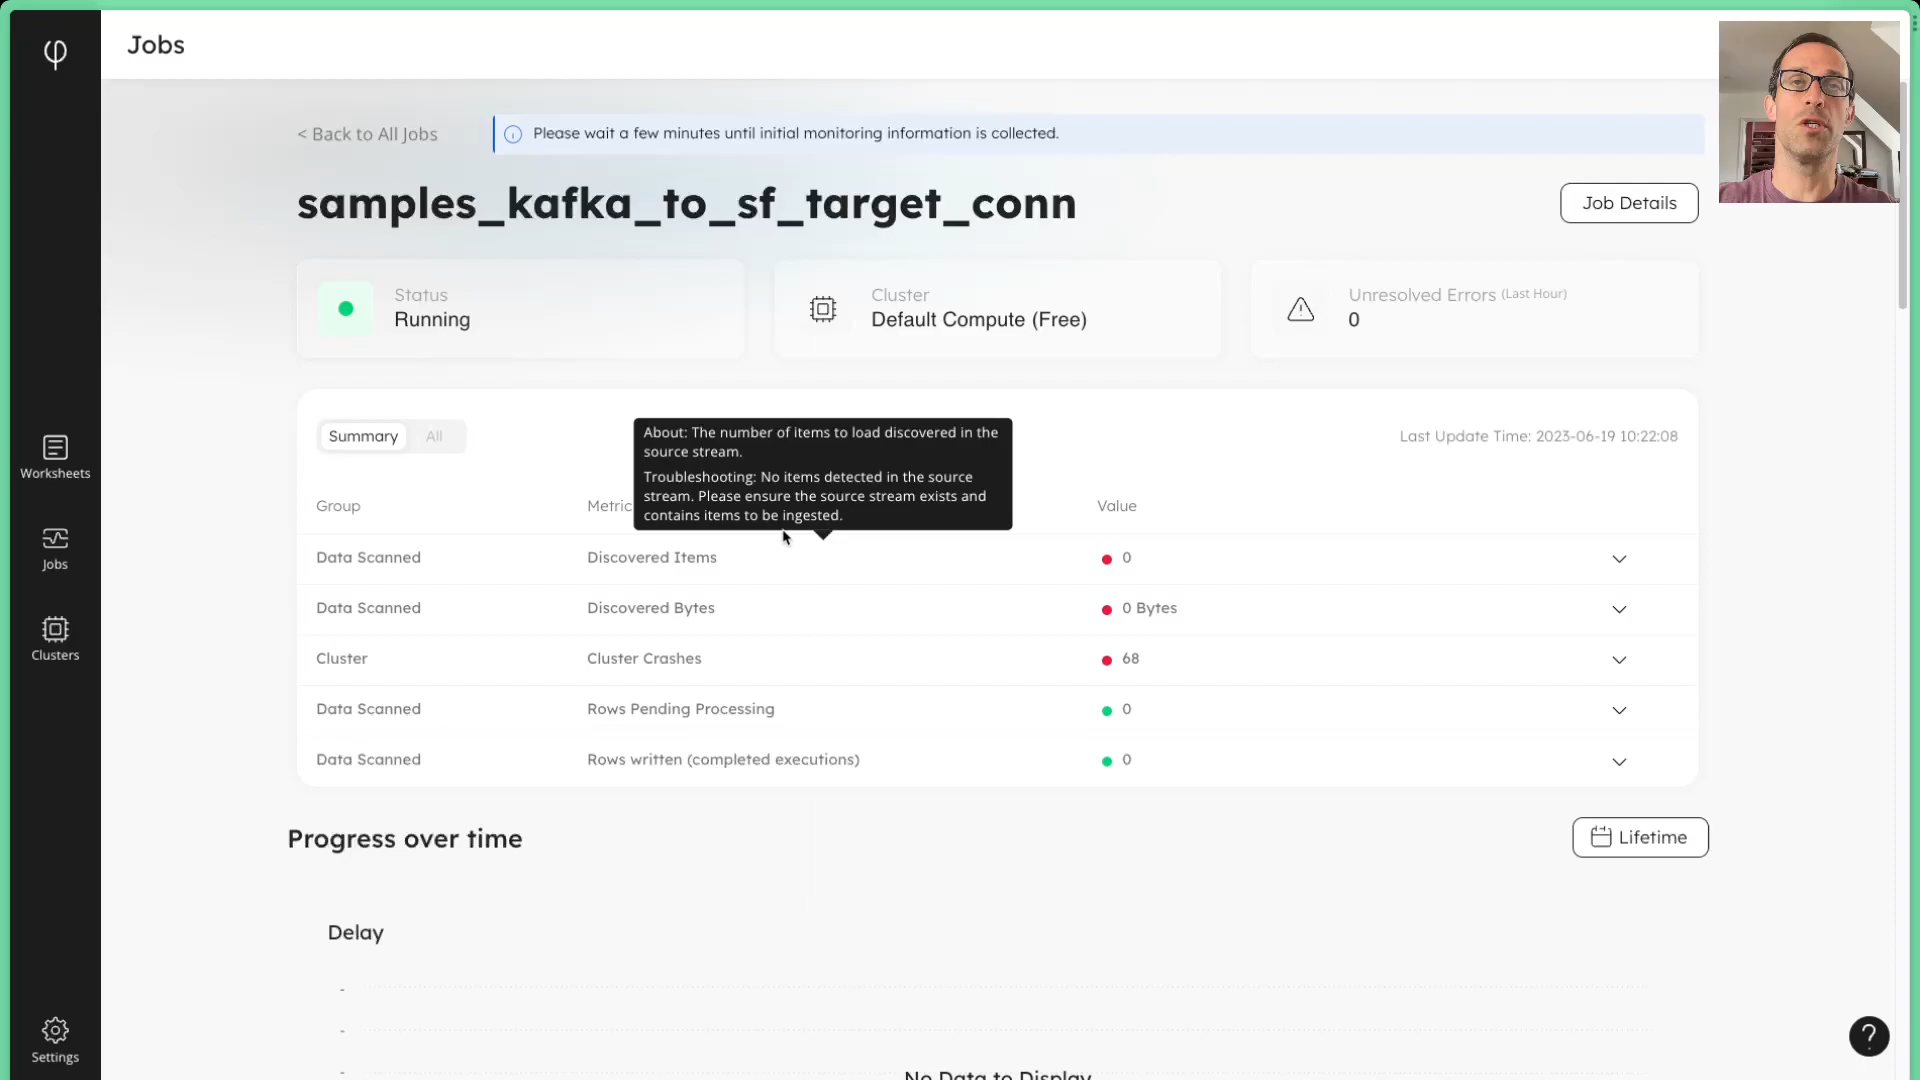 Jobs
< Back to All Jobs
Please wait a few minutes until initial monitoring information is collected.
samples_kafka_to_sf_target_conn
Job Details
Status
Running
Cluster
Default Compute (Free)
Unresolved Errors (Last Hour)
0
Summary
All
About: The number of items to load discovered in the
source stream.
Troubleshooting: No items detected in the source
stream. Please ensure the source stream exists and
contains items to be ingested.
Last Update Time: 2023-06-19 10:22:08
Group
Metric
Value
Data Scanned
Discovered Items
0
Data Scanned
Discovered Bytes
0 Bytes
Cluster
Cluster Crashes
68
Data Scanned
Rows Pending Processing
0
Data Scanned
Rows written (completed executions)
0
Progress over time
Lifetime
Delay
-
-
-
No Data to Display
Worksheets
Jobs
Clusters
Settings
?